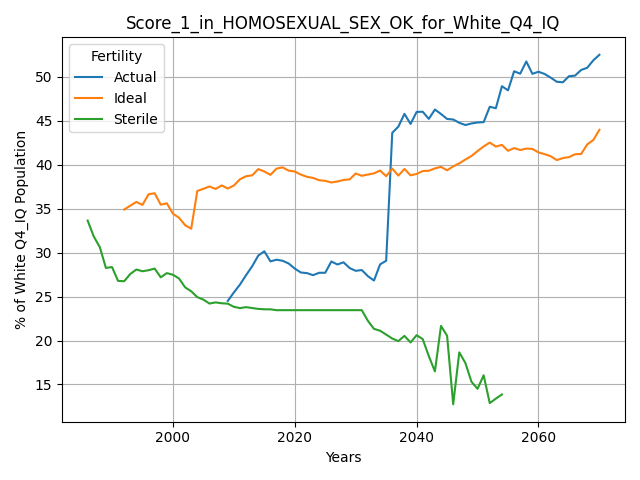 Score_1_in_HOMOSEXUAL_SEX_OK_for_White_Q4_IQ
Fertility
Actual
Ideal
Sterile
% of White Q4_IQ Population
50
45
40
35
30
25
20
15
2000
2020
2040
2060
Years